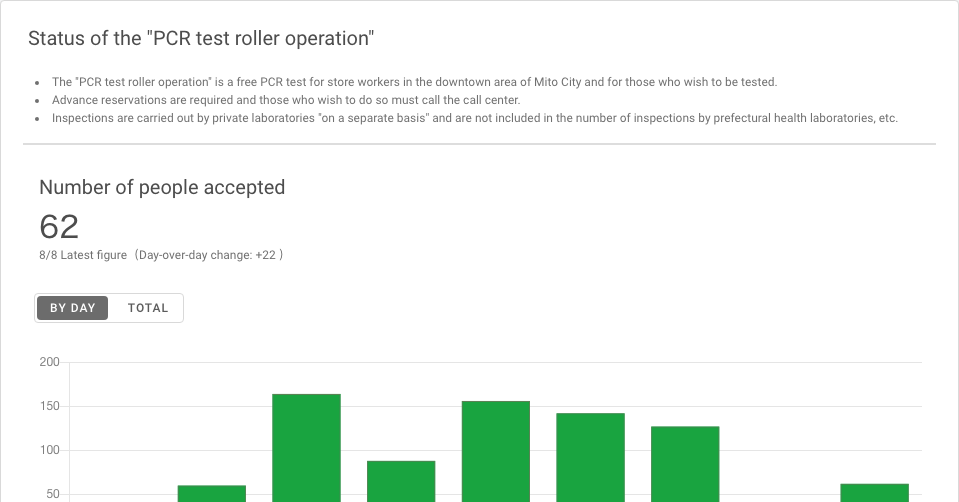 Status of the "PCR test roller operation"
The "PCR test roller operation" is a free PCR test for store workers in the downtown area of Mito City and for those who wish to be tested.
Advance reservations are required and those who wish to do so must call the call center.
Inspections are carried out by private laboratories "on a separate basis" and are not included in the number of inspections by prefectural health laboratories, etc.
Number of people accepted
62
8/8 Latest figure（Day-over-day change: +22 ）
BY DAY TOTAL
200
150
100
50